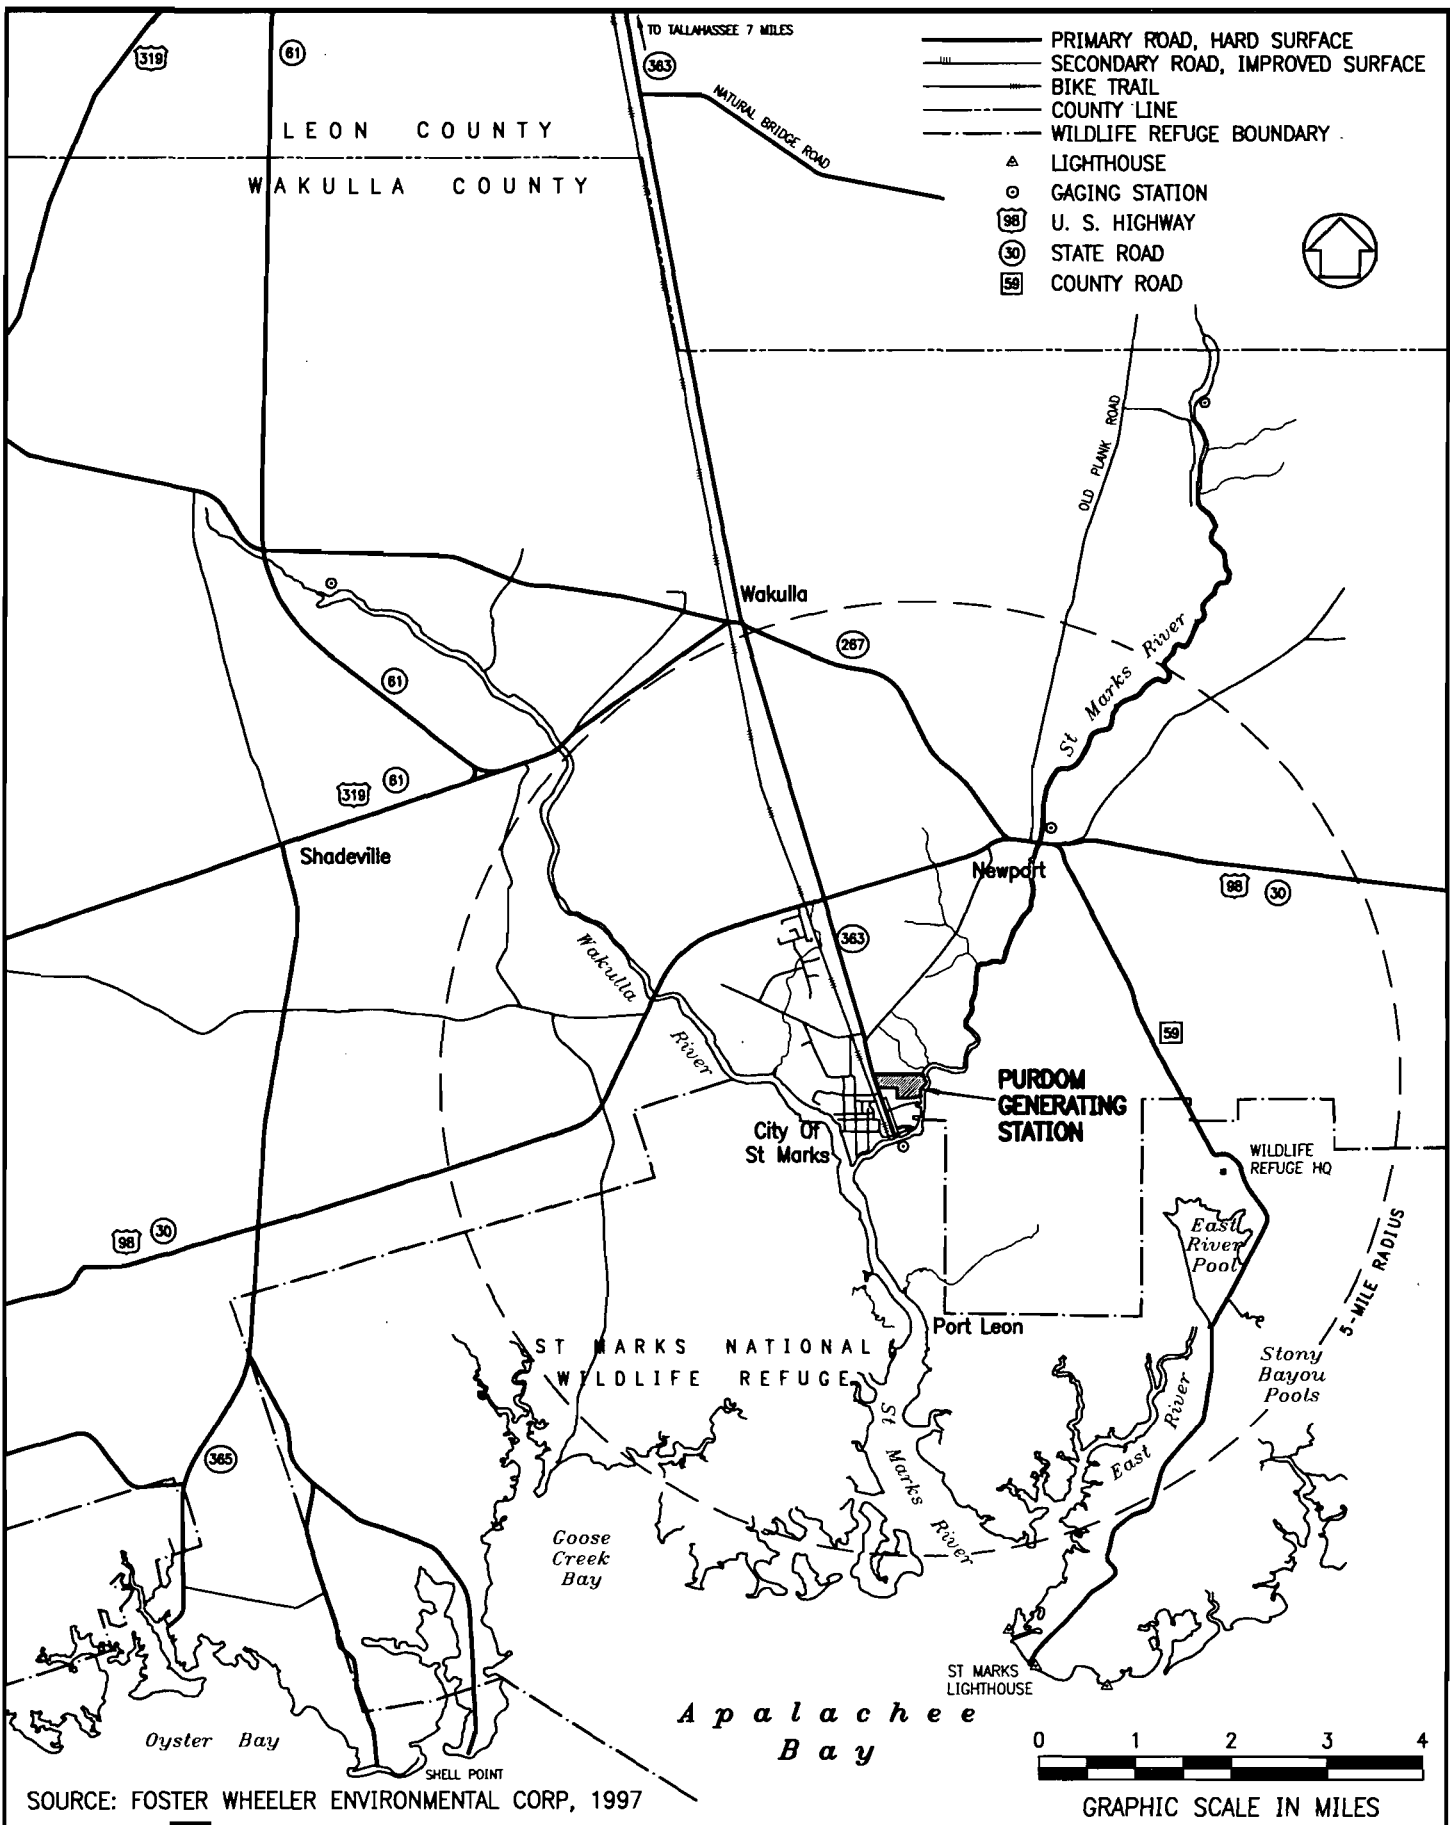 TO TALLAHASSEE 7 MILES
319
61
363
NATURAL BRIDGE ROAD
PRIMARY ROAD, HARD SURFACE
SECONDARY ROAD, IMPROVED SURFACE
BIKE TRAIL
COUNTY LINE
WILDLIFE REFUGE BOUNDARY
LIGHTHOUSE
GAGING STATION
98 U. S. HIGHWAY
30 STATE ROAD
59 COUNTY ROAD
LEON COUNTY
WAKULLA COUNTY
OLD PLANK ROAD
Wakulla
267
St Marks River
61
319
61
Shadeville
Newport
98
30
363
Wakulla
River
59
PURDOM
GENERATING
STATION
City Of
St Marks
WILDLIFE
REFUGE HQ
98
30
East
River
Pool
5-MILE RADIUS
Port Leon
ST MARKS NATIONAL
WILDLIFE REFUGE
Stony
Bayou
Pools
St Marks River
East River
365
Goose
Creek
Bay
ST MARKS
LIGHTHOUSE
Apalachee
Bay
Oyster Bay
SHELL POINT
0 1 2 3 4
GRAPHIC SCALE IN MILES
SOURCE: FOSTER WHEELER ENVIRONMENTAL CORP, 1997